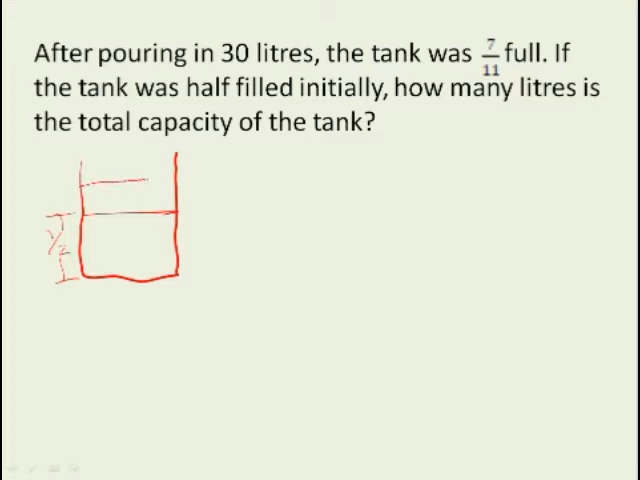 After pouring in 30 litres, the tank was 7/11 full. If
the tank was half filled initially, how many litres is
the total capacity of the tank?
1/2